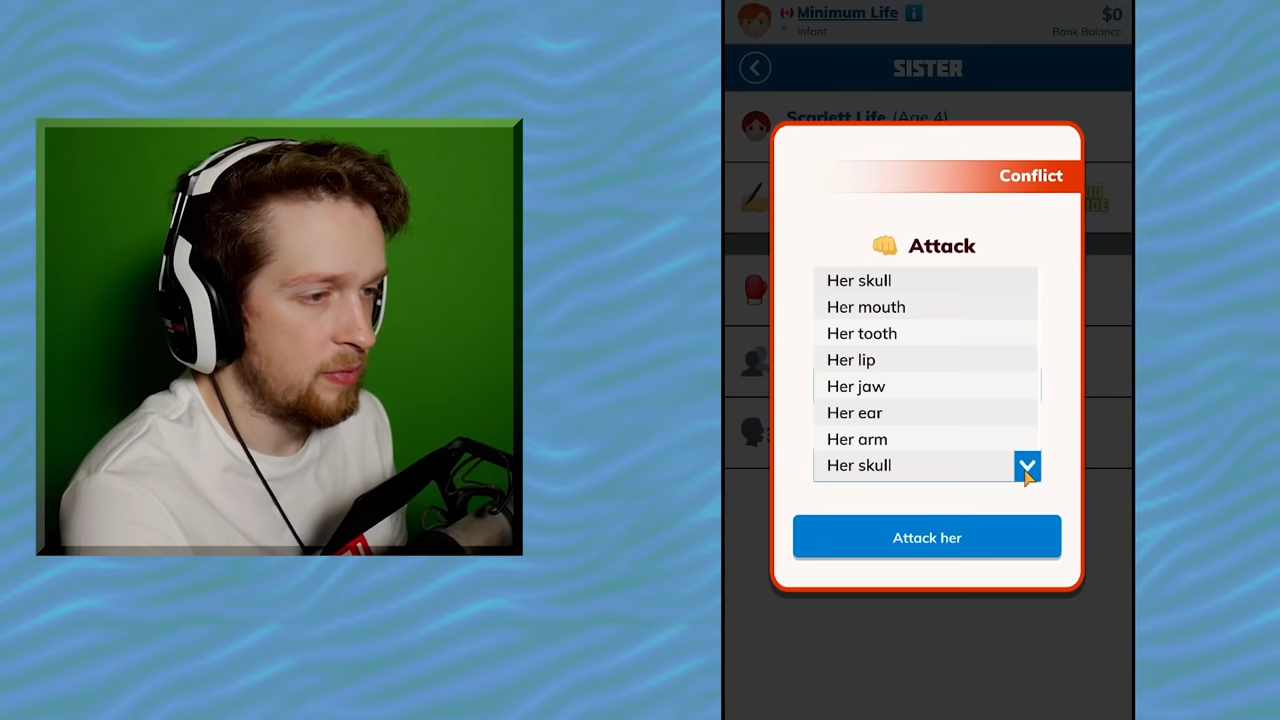 Minimum Life
Infant
$0
Bank Balance
SISTER
Scarlett Life (Age 4)
Conflict
Attack
Her skull
Her mouth
Her tooth
Her lip
Her jaw
Her ear
Her arm
Her skull
Attack her